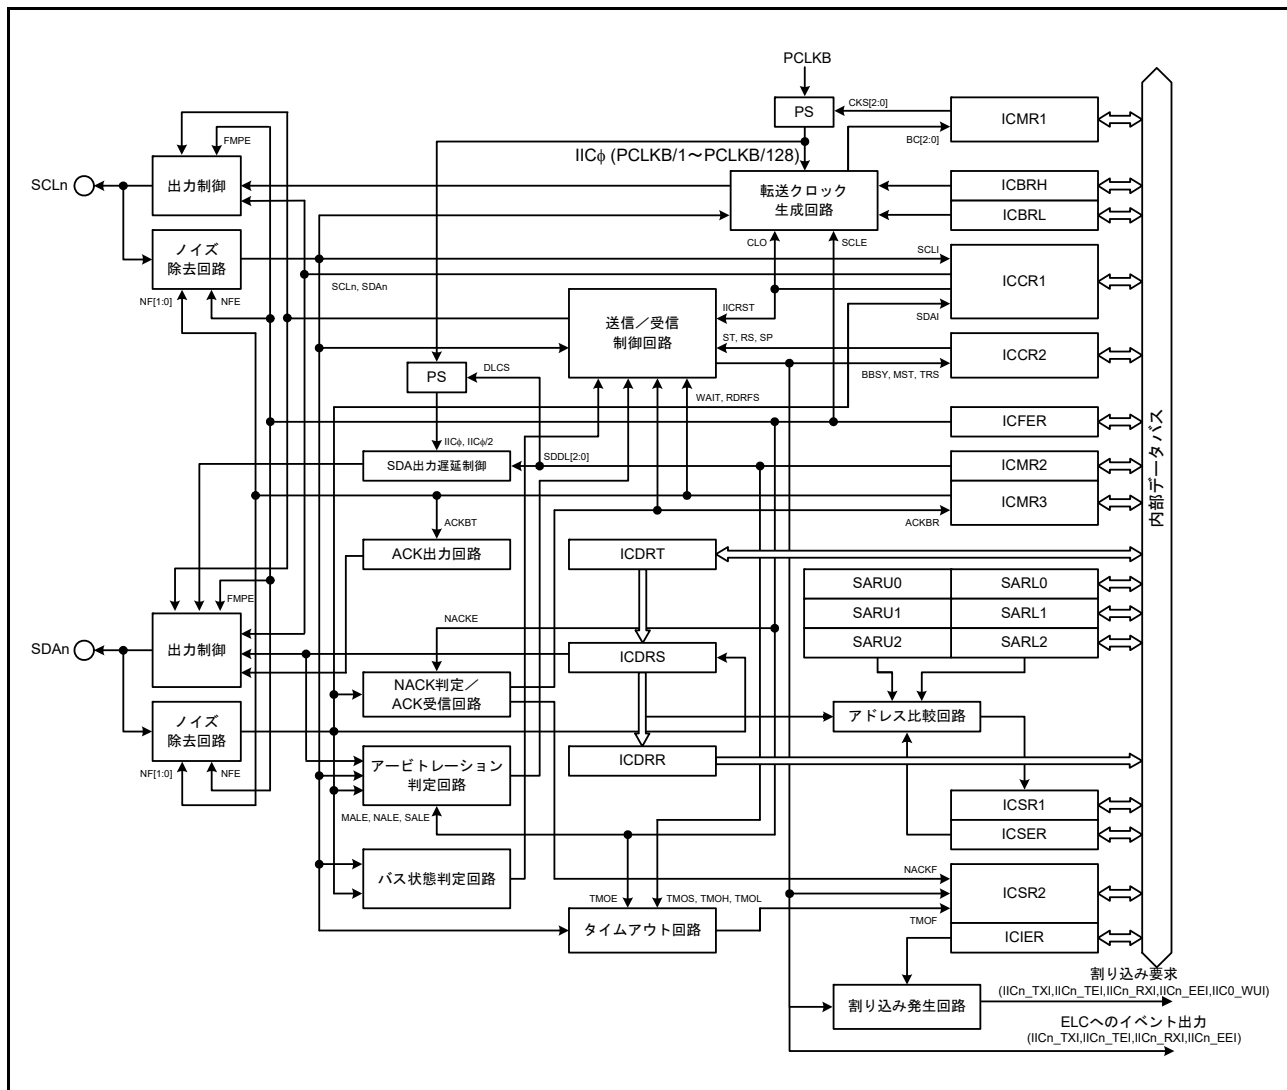 PCLKB
PS
CKS[2:0]
ICMR1
BC[2:0]
FMPE
IICφ (PCLKB/1～PCLKB/128)
SCLn
出力制御
転送クロック
生成回路
ICBRH
ICBRL
CLO
SCLE
ノイズ
除去回路
SCLI
ICCR1
SCLn, SDAn
NF[1:0]
NFE
IICRST
SDAI
送信／受信
制御回路
ST, RS, SP
ICCR2
BBSY, MST, TRS
PS
DLCS
WAIT, RDRFS
ICFER
IICφ, IICφ/2
SDA出力遅延制御
SDDL[2:0]
ICMR2
ICMR3
ACKBT
ACKBR
内部データバス
ACK出力回路
ICDRT
SARU0
SARL0
FMPE
SARU1
SARL1
NACKE
SARU2
SARL2
SDAn
出力制御
ICDRS
NACK判定／
ACK受信回路
アドレス比較回路
ノイズ
除去回路
NF[1:0]
NFE
アービトレーション
判定回路
ICDRR
MALE, NALE, SALE
ICSR1
ICSER
バス状態判定回路
NACKF
ICSR2
TMOE
TMOS, TMOH, TMOL
TMOF
タイムアウト回路
ICIER
割り込み要求
(IICn_TXI,IICn_TEI,IICn_RXI,IICn_EEI,IIC0_WUI)
割り込み発生回路
ELCへのイベント出力
(IICn_TXI,IICn_TEI,IICn_RXI,IICn_EEI)